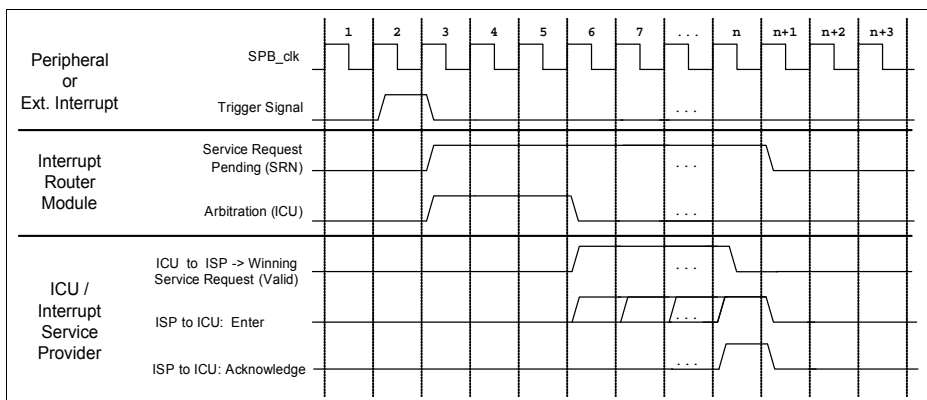 1 2 3 4 5 6 7 ... n n+1 n+2 n+3
Peripheral
or
Ext. Interrupt
SPB_clk
Trigger Signal
...
Interrupt
Router
Module
Service Request
Pending (SRN)
...
Arbitration (ICU)
...
ICU /
Interrupt
Service
Provider
ICU to ISP -> Winning
Service Request (Valid)
...
ISP to ICU: Enter
...
ISP to ICU: Acknowledge
...